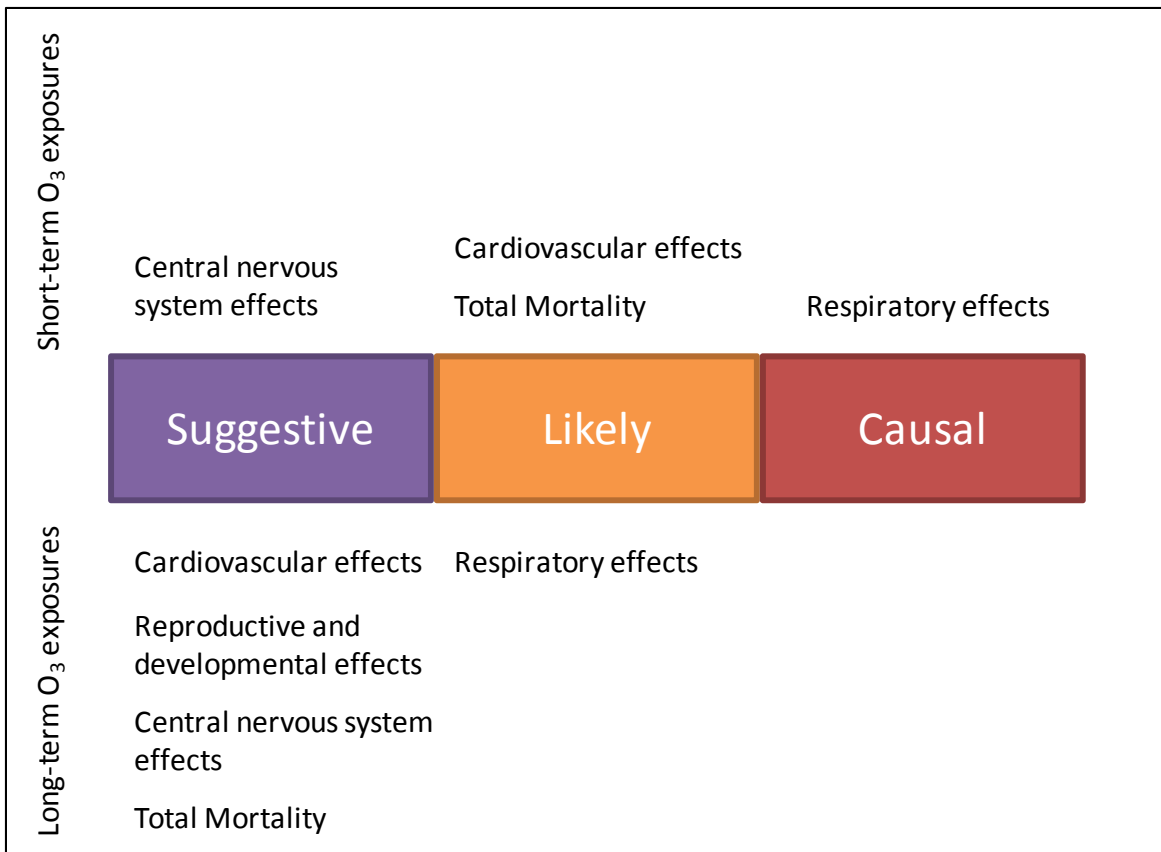 Short-term O₃ exposures
Central nervous
system effects
Cardiovascular effects
Total Mortality
Respiratory effects
Suggestive
Likely
Causal
Long-term O₃ exposures
Cardiovascular effects
Reproductive and
developmental effects
Central nervous system
effects
Total Mortality
Respiratory effects